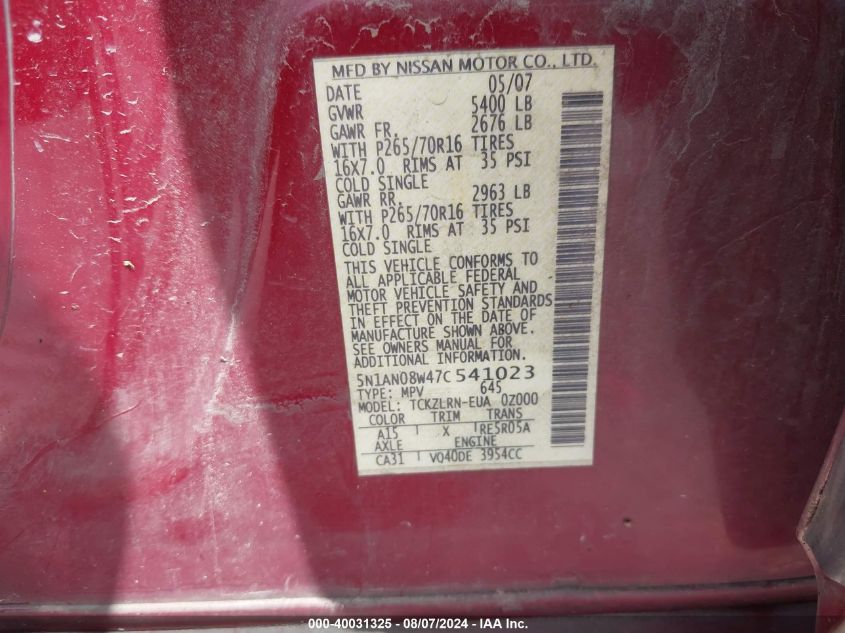 MFD BY NISSAN MOTOR CO., LTD.
DATE 05/07
GVWR 5400 LB
GAWR FR. 2676 LB
WITH P265/70R16 TIRES
16X7.0 RIMS AT 35 PSI
COLD SINGLE
GAWR RR. 2963 LB
WITH P265/70R16 TIRES
16X7.0 RIMS AT 35 PSI
COLD SINGLE
THIS VEHICLE CONFORMS TO
ALL APPLICABLE FEDERAL
MOTOR VEHICLE SAFETY AND
THEFT PREVENTION STANDARDS
IN EFFECT ON THE DATE OF
MANUFACTURE SHOWN ABOVE.
SEE OWNERS MANUAL FOR
ADDITIONAL INFORMATION.
5N1AN08W47C541023
TYPE: MPV 645
MODEL: TCKZLRN-EUA 0Z000
COLOR TRIM TRANS
A15 X RE5R05A
AXLE ENGINE
CA31 VQ40DE 3954CC
000-40031325 - 08/07/2024 - IAA Inc.